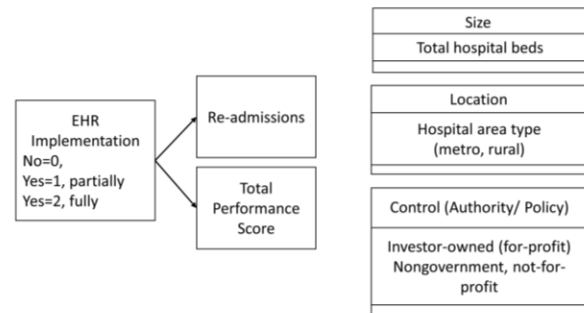 EHR
Implementation
No=0,
Yes=1, partially
Yes=2, fully
Re-admissions
Total
Performance
Score
Size
Total hospital beds
Location
Hospital area type
(metro, rural)
Control (Authority/ Policy)
Investor-owned (for-profit)
Nongovernment, not-for-
profit